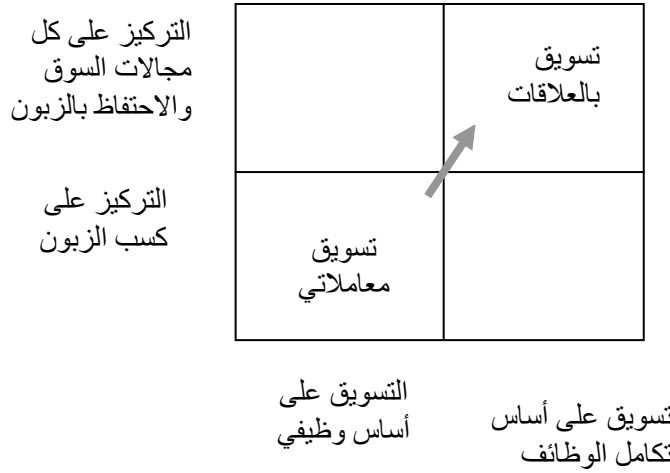 التركيز على كل
مجالات السوق
والاحتفاظ بالزبون
تسويق
بالعلاقات
التركيز على
كسب الزبون
تسويق
معاملاتي
التسويق على
أساس وظيفي
تسويق على أساس
تكامل الوظائف